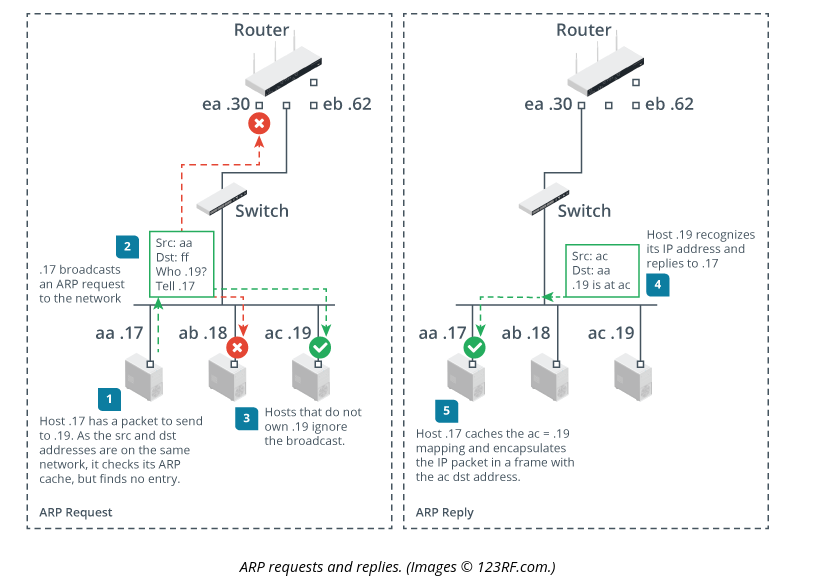 Router
ea .30
eb .62
Switch
2
Src: aa
Dst: ff
Who .19?
Tell .17
.17 broadcasts
an ARP request
to the network
aa .17
ab .18
ac .19
1
Host .17 has a packet to send
to .19. As the src and dst
addresses are on the same
network, it checks its ARP
cache, but finds no entry.
3
Hosts that do not
own .19 ignore
the broadcast.
ARP Request
Router
ea .30
eb .62
Switch
Host .19 recognizes
its IP address and
replies to .17
4
Src: ac
Dst: aa
.19 is at ac
aa .17
ab .18
ac .19
5
Host .17 caches the ac = .19
mapping and encapsulates
the IP packet in a frame with
the ac dst address.
ARP Reply
ARP requests and replies. (Images © 123RF.com.)